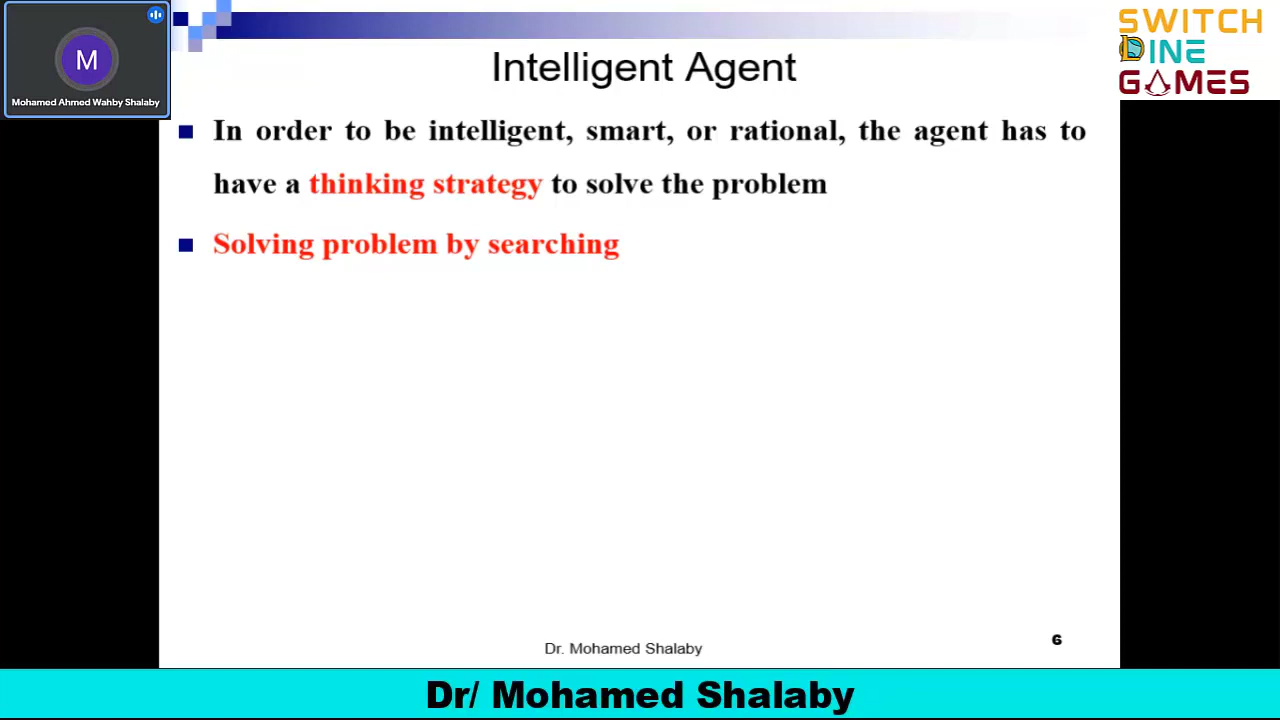 M
Mohamed Ahmed Wahby Shalaby
SWITCH
DINE
GAMES
Intelligent Agent
In order to be intelligent, smart, or rational, the agent has to
have a thinking strategy to solve the problem
Solving problem by searching
Dr. Mohamed Shalaby
6
Dr/ Mohamed Shalaby